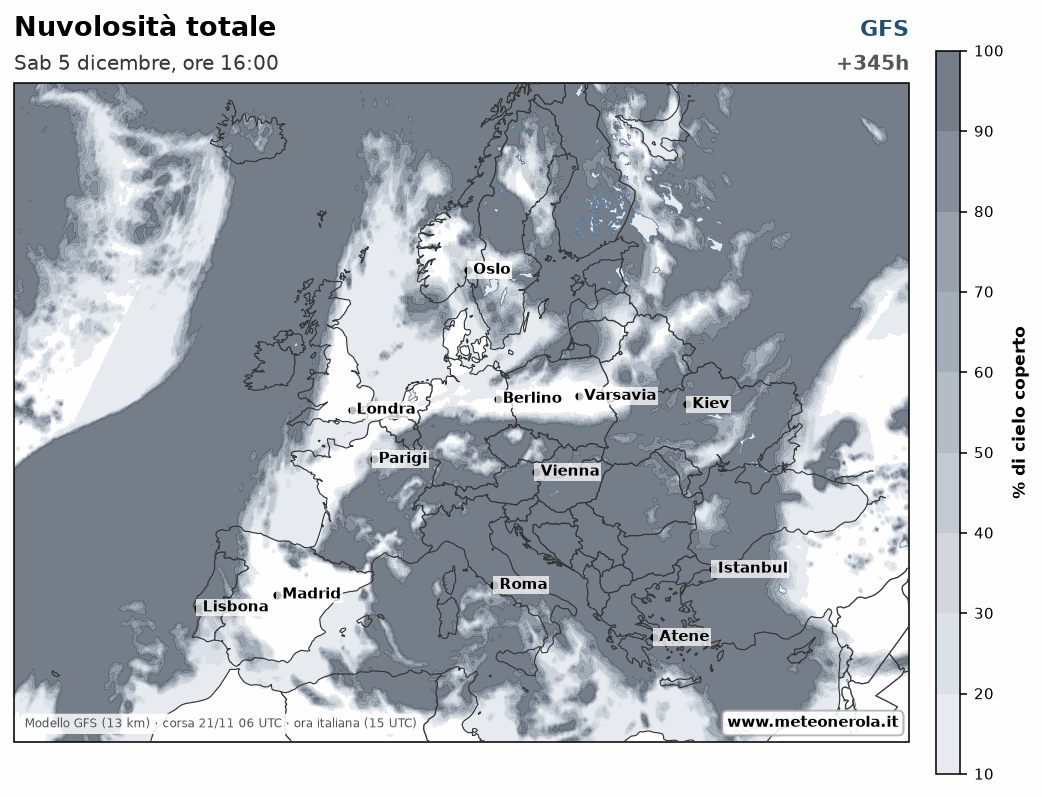 Nuvolosità totale
GFS
Sab 5 dicembre, ore 16:00
+345h
100
90
80
70
60
50
40
30
20
10
% di cielo coperto
Oslo
Londra
Berlino
Varsavia
Kiev
Parigi
Vienna
Istanbul
Roma
Madrid
Lisbona
Atene
Modello GFS (13 km) · corsa 21/11 06 UTC · ora italiana (15 UTC)
www.meteonerola.it